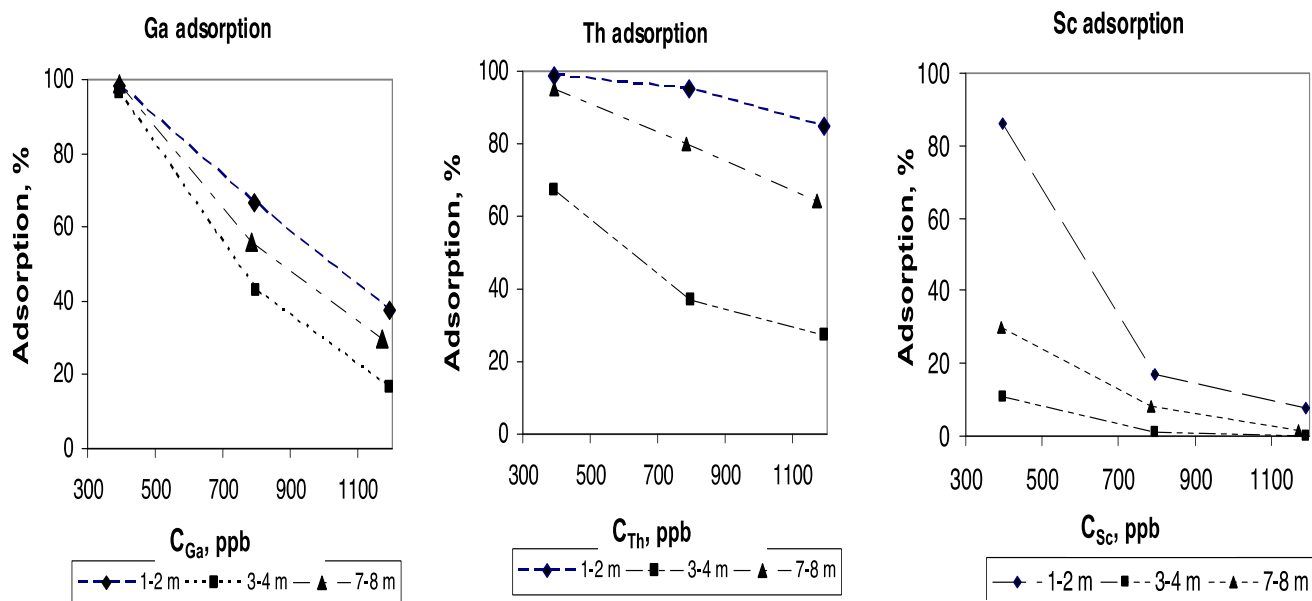 Ga adsorption
Adsorption, %
100
80
60
40
20
0
300 500 700 900 1100
C_Ga, ppb
1-2 m 3-4 m 7-8 m
Th adsorption
Adsorption, %
100
80
60
40
20
0
300 500 700 900 1100
C_Th, ppb
1-2 m 3-4 m 7-8 m
Sc adsorption
Adsorption, %
100
80
60
40
20
0
300 500 700 900 1100
C_Sc, ppb
1-2 m 3-4 m 7-8 m